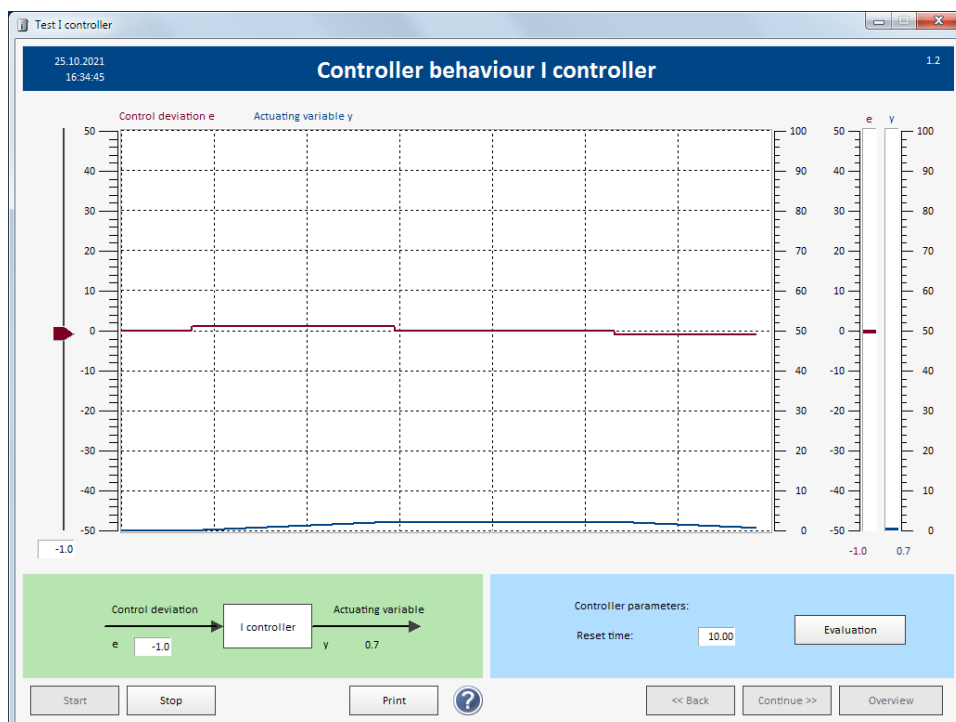 Test I controller
25.10.2021
16:34:45
Controller behaviour I controller
1.2
Control deviation e
Actuating variable y
e
y
50 100 50 100
40 90 40 90
30 80 30 80
20 70 20 70
10 60 10 60
0 50 0 50
-10 40 -10 40
-20 30 -20 30
-30 20 -30 20
-40 10 -40 10
-50 0 -50 0
-1.0
-1.0 0.7
Control deviation
Actuating variable
I controller
e -1.0
y 0.7
Controller parameters:
Reset time: 10.00
Evaluation
Start
Stop
Print
?
<< Back
Continue >>
Overview